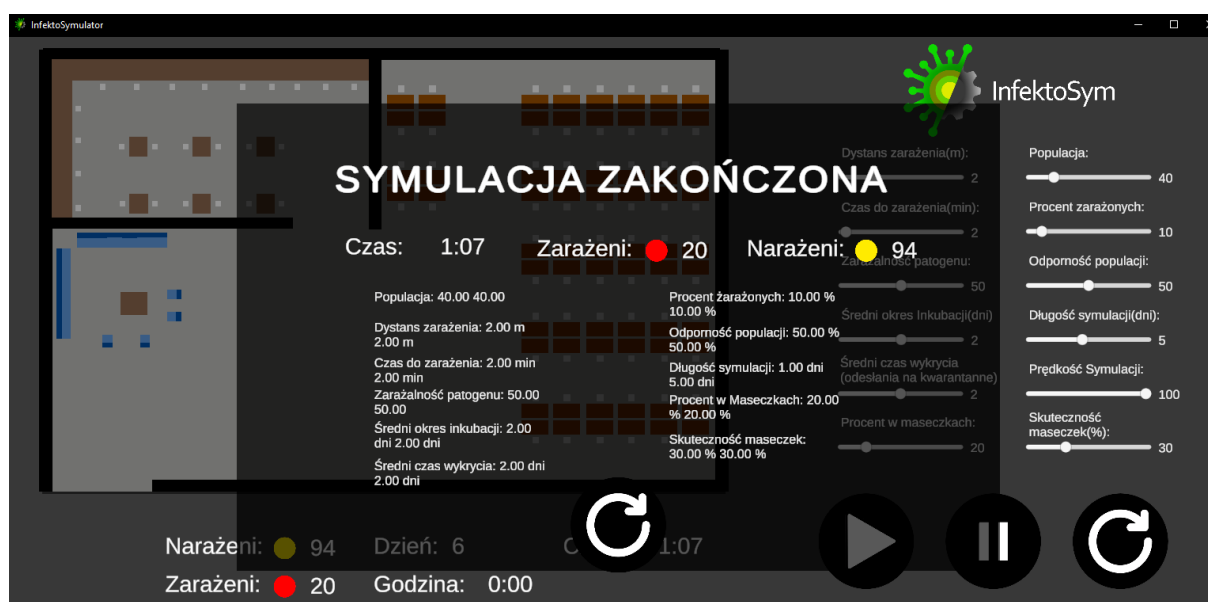 InfektoSymulator
InfektoSym
SYMULACJA ZAKOŃCZONA
Czas: 1:07 Zarażeni: 20 Narażeni: 94
Populacja: 40.00 40.00
Dystans zarażenia: 2.00 m
2.00 m
Czas do zarażenia: 2.00 min
2.00 min
Zarażalność patogenu: 50.00
50.00
Średni okres inkubacji: 2.00
dni 2.00 dni
Średni czas wykrycia: 2.00 dni
2.00 dni
Procent żarażonych: 10.00 %
10.00 %
Odporność populacji: 50.00 %
50.00 %
Długość symulacji: 1.00 dni
5.00 dni
Procent w Maseczkach: 20.00
% 20.00 %
Skuteczność maseczek:
30.00 % 30.00 %
Dystans zarażenia(m):
2
Czas do zarażenia(min):
2
Zarażalność patogenu:
50
Średni okres Inkubacji(dni)
2
Średni czas wykrycia
(odesłania na kwarantanne)
2
Procent w maseczkach:
20
Populacja:
40
Procent zarażonych:
10
Odporność populacji:
50
Długość symulacji(dni):
5
Prędkość Symulacji:
100
Skuteczność
maseczek(%):
30
Narażeni: 94 Dzień: 6 1:07
Zarażeni: 20 Godzina: 0:00